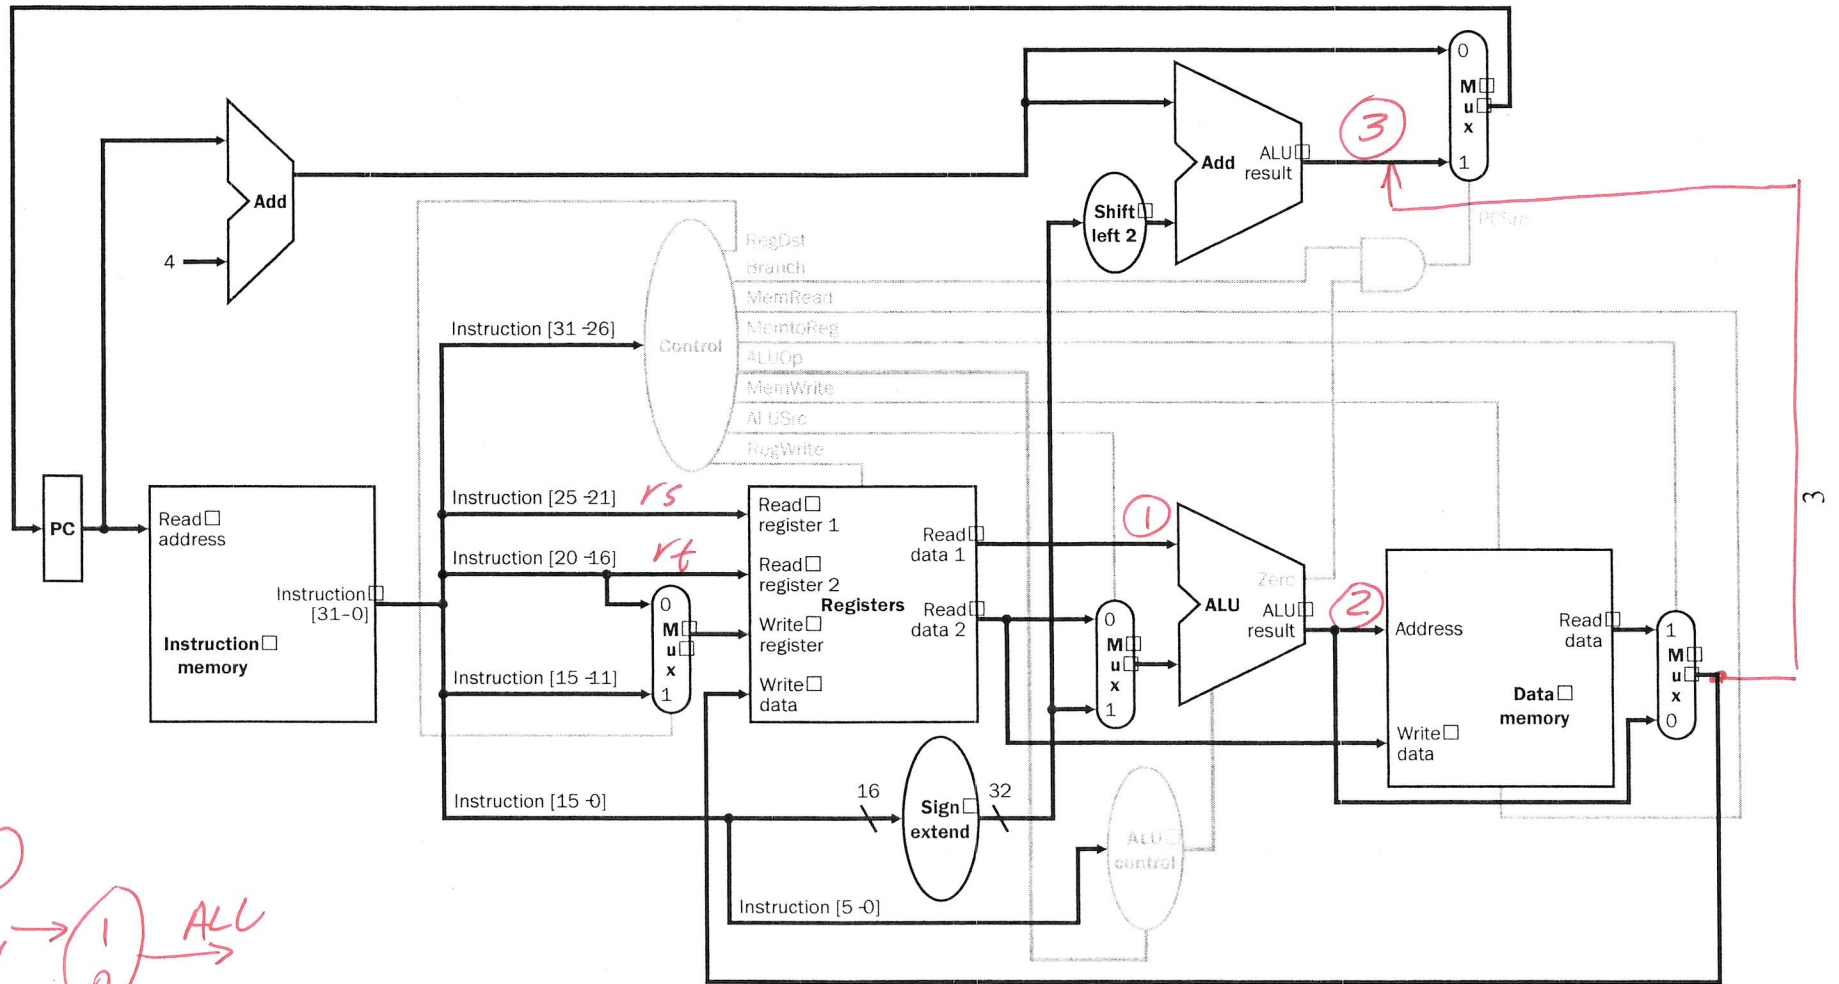 0
M
u
x
1
3
Add
ALU
result
Shift
left 2
PCSrc
Add
4
RegDst
Branch
MemRead
MemtoReg
ALUOp
MemWrite
ALUSrc
RegWrite
Control
Instruction [31-26]
PC
Read
address
Instruction
[31-0]
Instruction
memory
Instruction [25-21]
rs
Instruction [20-16]
rt
0
M
u
x
1
Instruction [15-11]
Read
register 1
Read
register 2
Registers
Write
register
Write
data
Read
data 1
Read
data 2
1
0
M
u
x
1
Zero
ALU
ALU
result
2
Address
Read
data
Data
memory
Write
data
1
M
u
x
0
3
Instruction [15-0]
16
Sign
extend
32
ALU
control
Instruction [5-0]
1
0
ALU